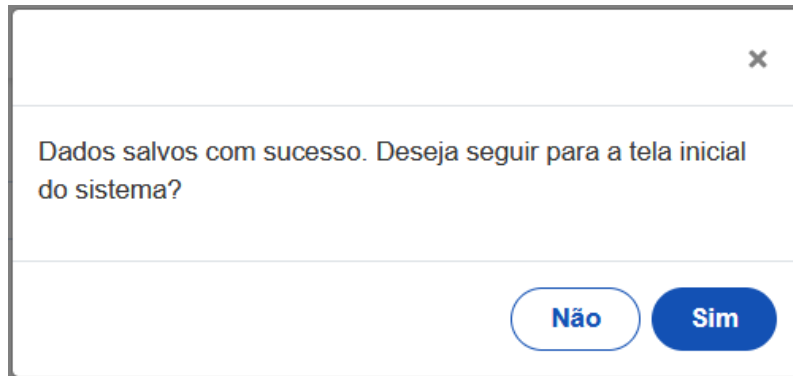 ×
Dados salvos com sucesso. Deseja seguir para a tela inicial
do sistema?
Não
Sim